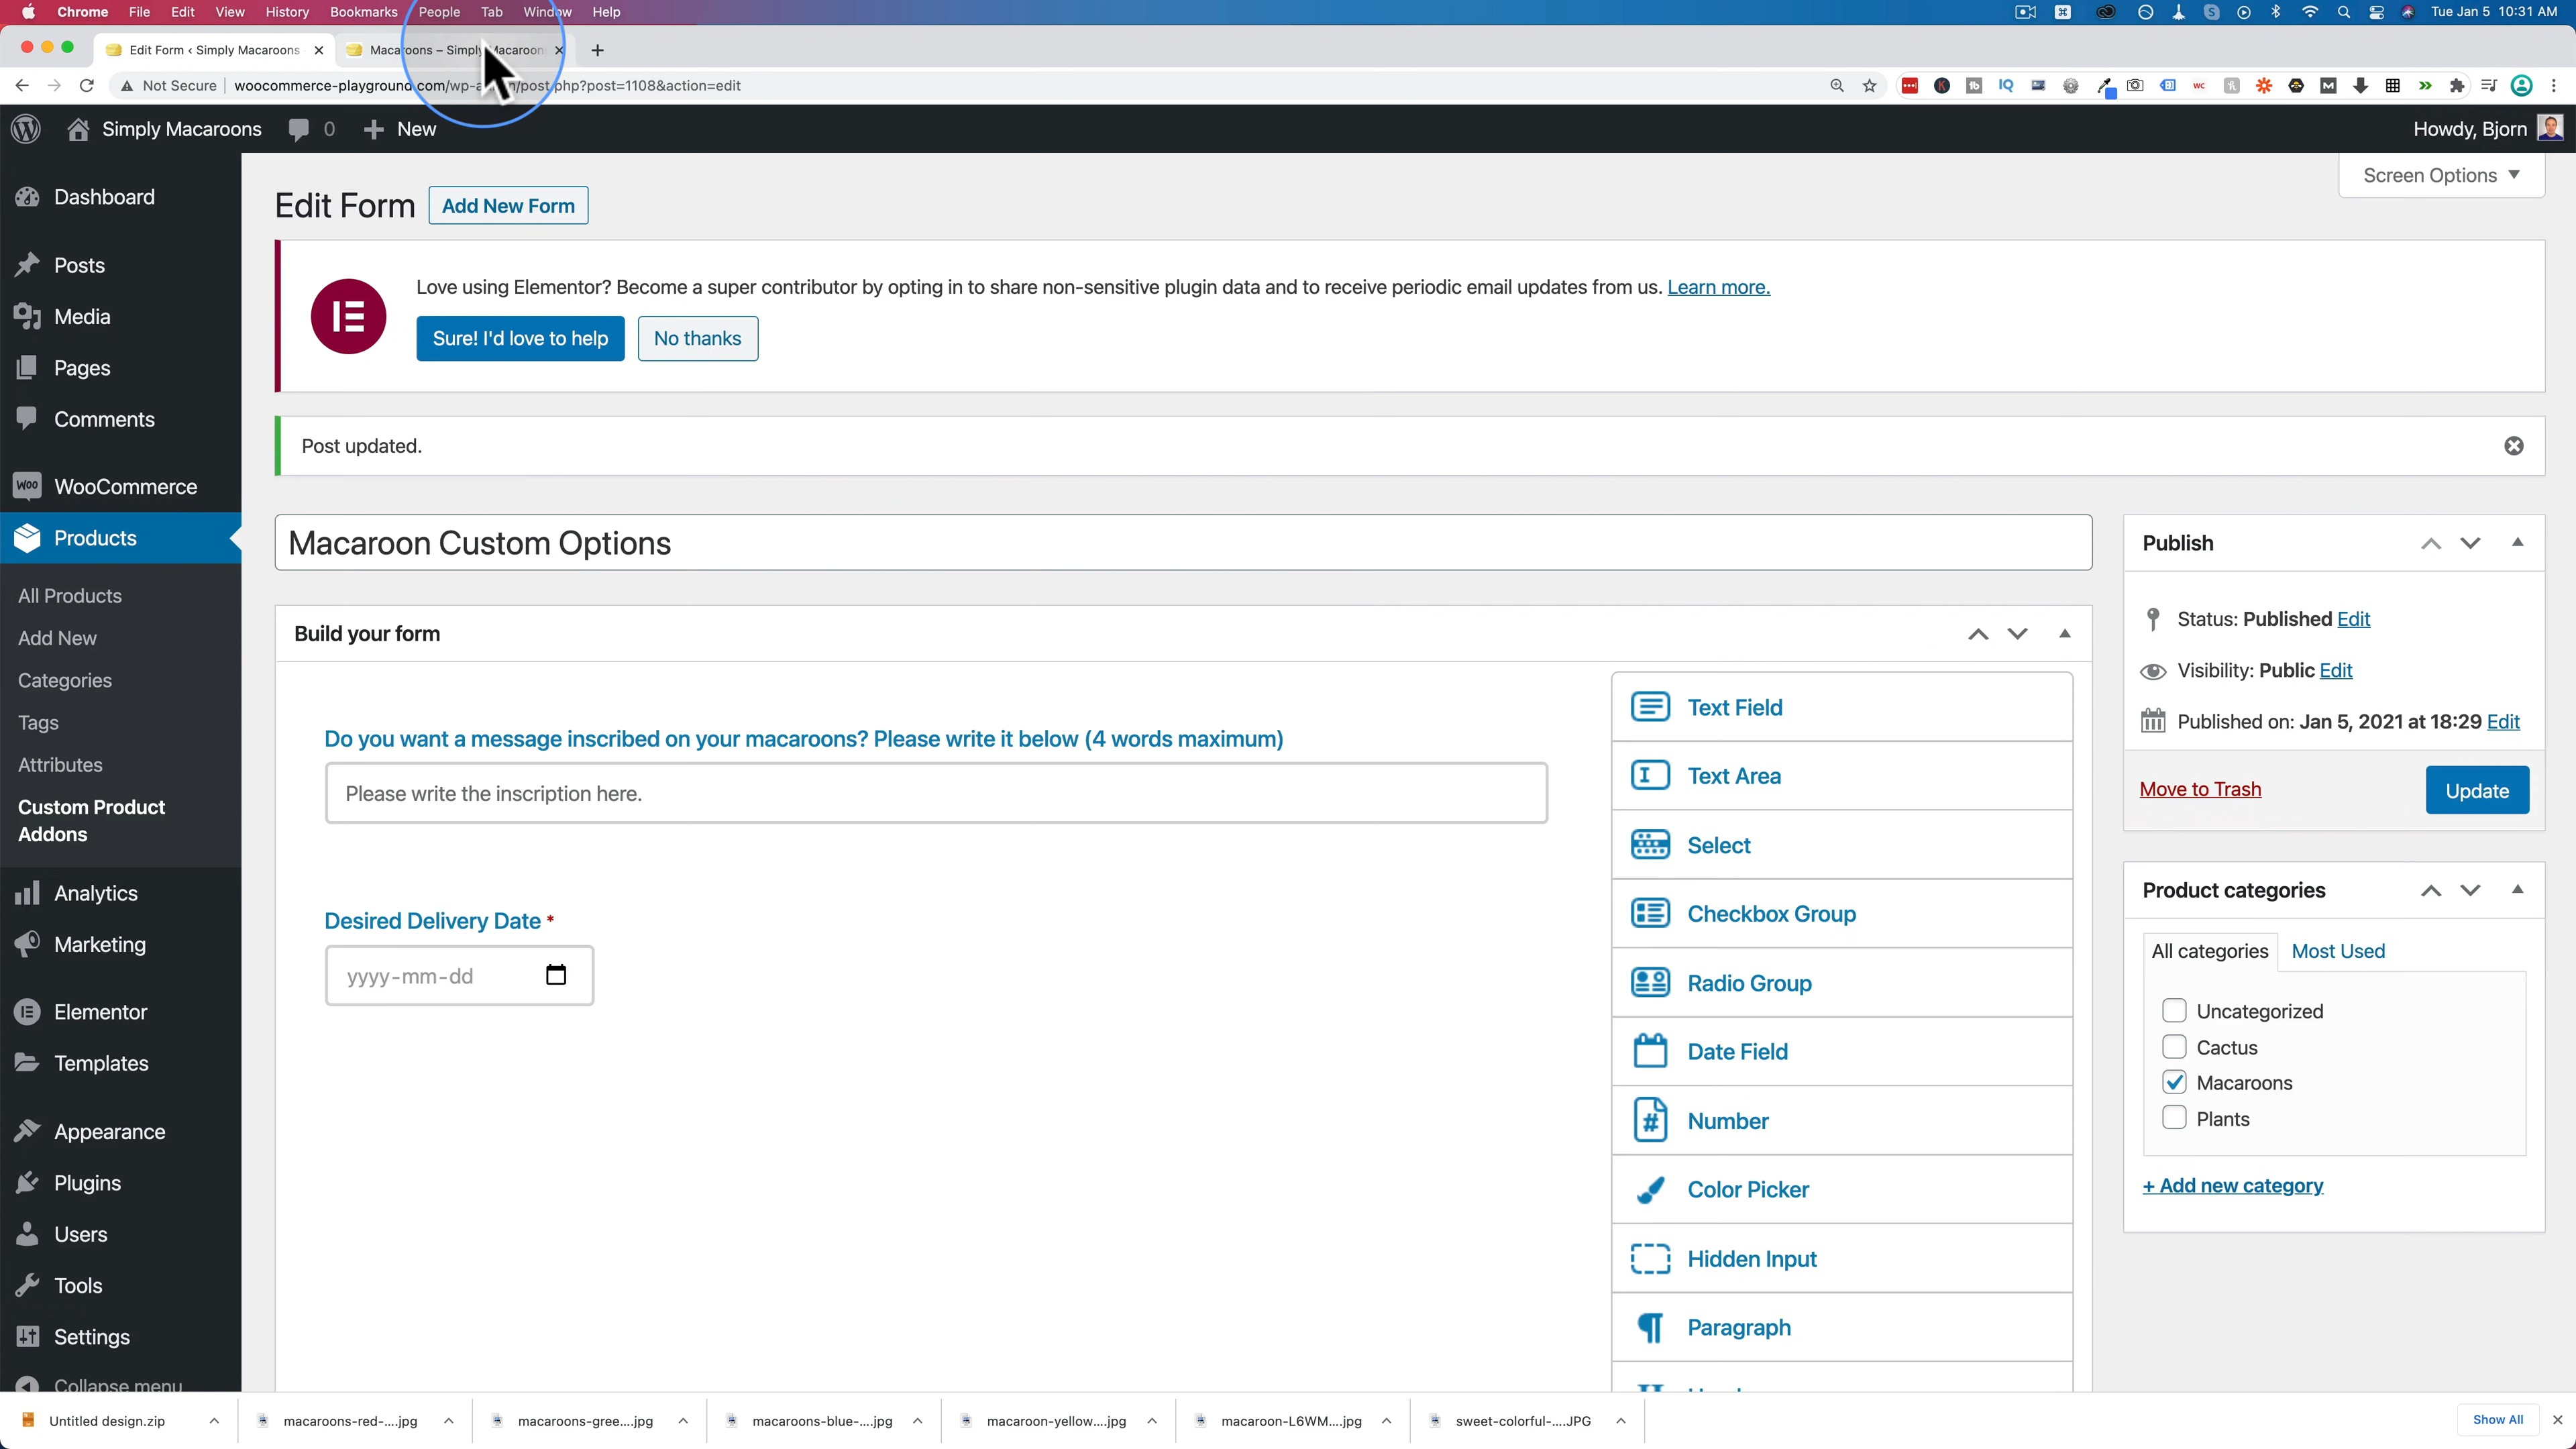 Chrome File Edit View History Bookmarks People Tab Window Help Tue Jan 5 10:31 AM
Edit Form ‹ Simply Macaroons Macaroons – Simply Macaroons
Not Secure woocommerce-playground.com/wp-a n/post.php?post=1108&action=edit
Simply Macaroons 0 New Howdy, Bjorn
Screen Options
Edit Form Add New Form
Love using Elementor? Become a super contributor by opting in to share non-sensitive plugin data and to receive periodic email updates from us. Learn more.
Sure! I'd love to help No thanks
Post updated.
Dashboard
Posts
Media
Pages
Comments
WooCommerce
Products
All Products
Add New
Categories
Tags
Attributes
Custom Product
Addons
Analytics
Marketing
Elementor
Templates
Appearance
Plugins
Users
Tools
Settings
Collapse menu
Macaroon Custom Options
Build your form
Do you want a message inscribed on your macaroons? Please write it below (4 words maximum)
Please write the inscription here.
Desired Delivery Date *
yyyy-mm-dd
Text Field
Text Area
Select
Checkbox Group
Radio Group
Date Field
Number
Color Picker
Hidden Input
Paragraph
Publish
Status: Published Edit
Visibility: Public Edit
Published on: Jan 5, 2021 at 18:29 Edit
Move to Trash Update
Product categories
All categories Most Used
Uncategorized
Cactus
Macaroons
Plants
+ Add new category
Untitled design.zip macaroons-red-....jpg macaroons-gree....jpg macaroons-blue-....jpg macaroon-yellow....jpg macaroon-L6WM....jpg sweet-colorful-....JPG Show All